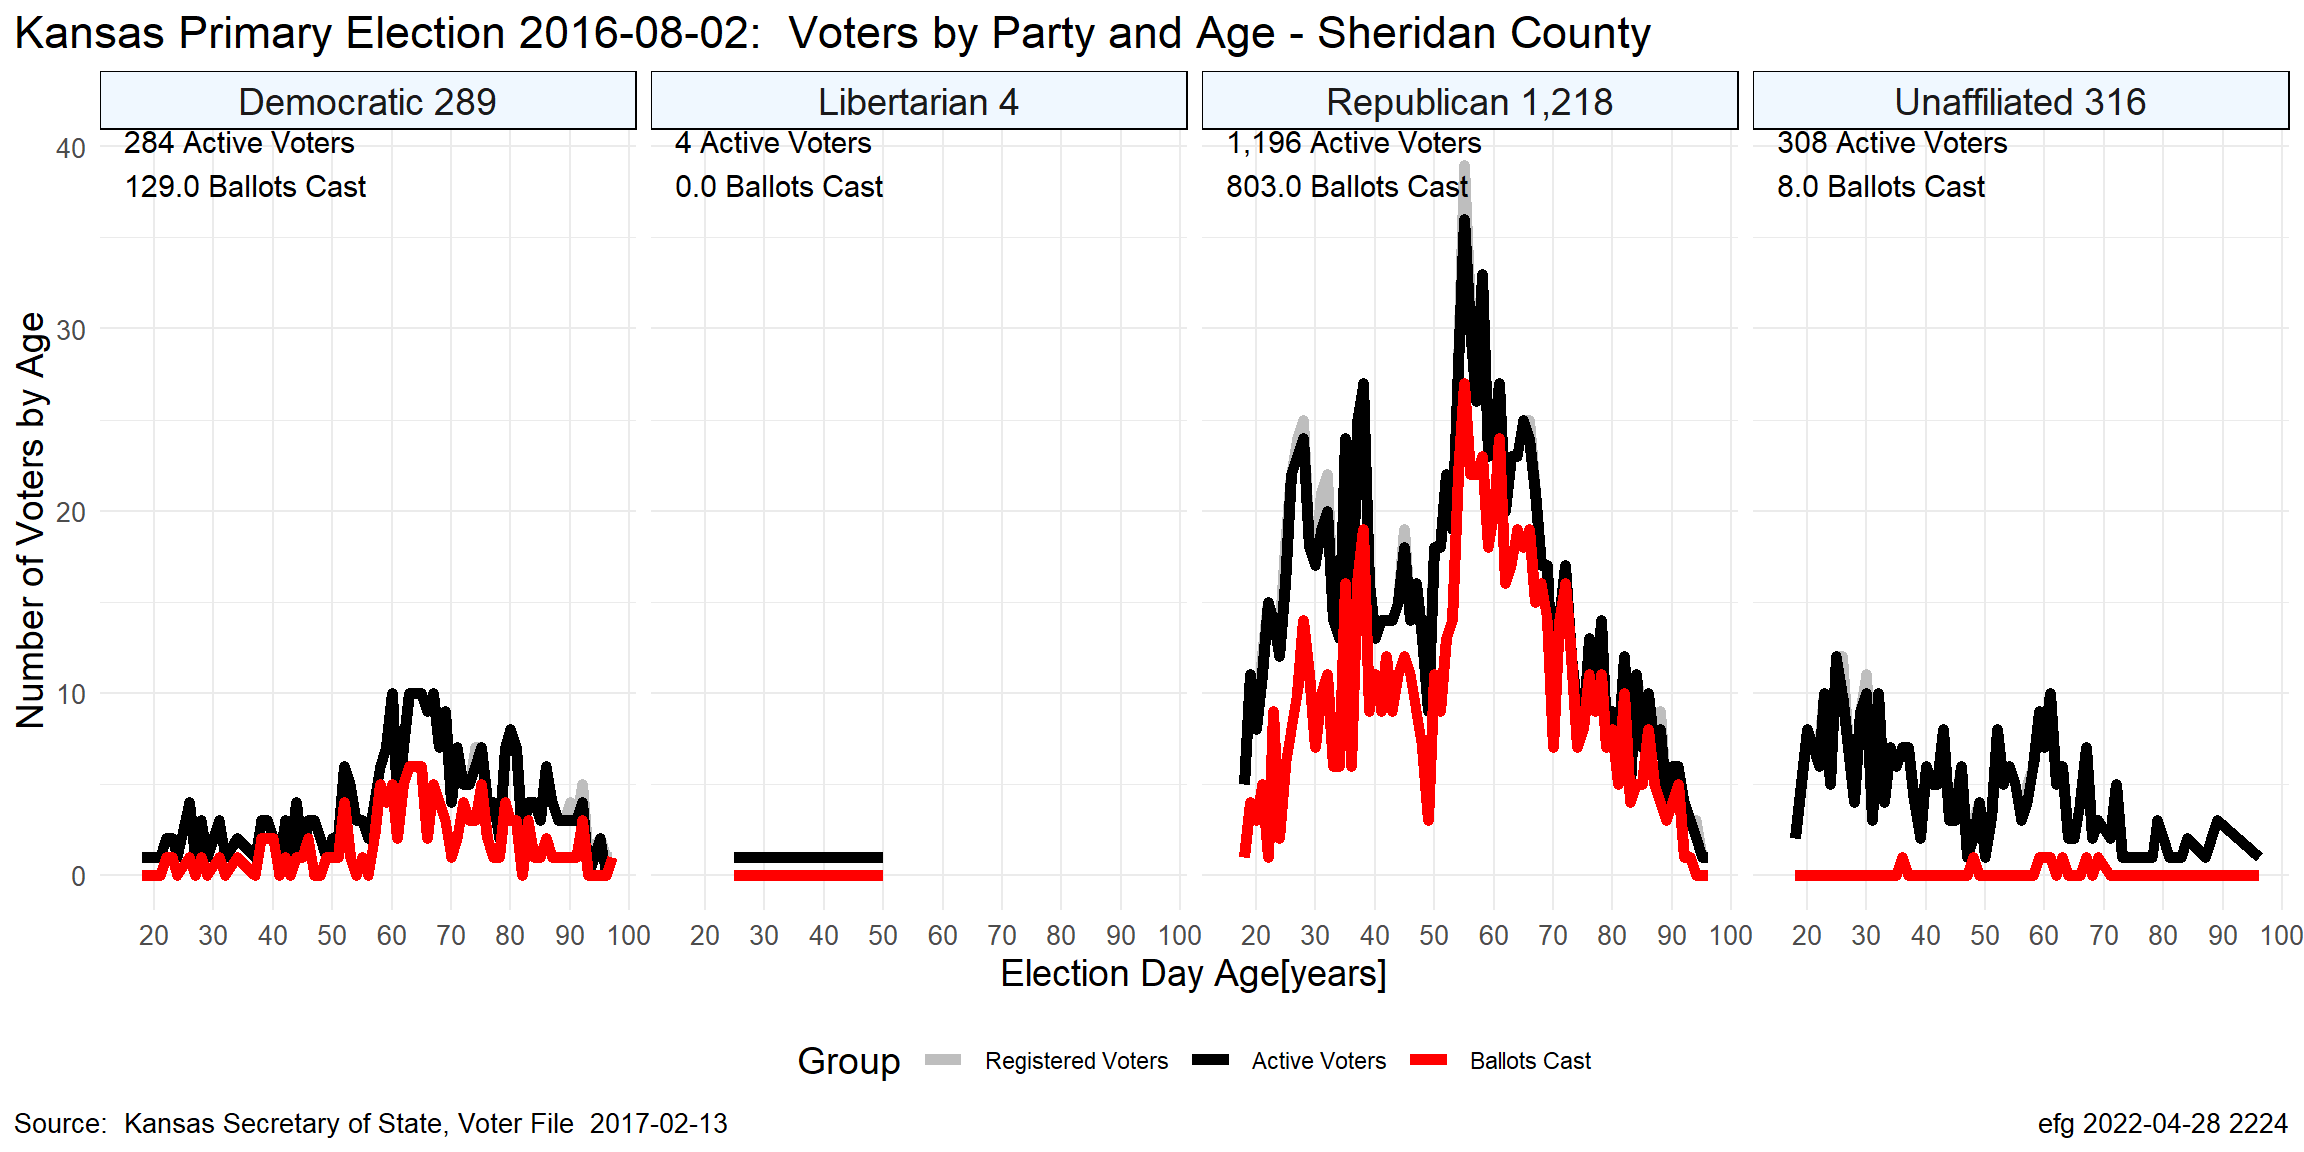 Kansas Primary Election 2016-08-02:  Voters by Party and Age - Sheridan County
Democratic 289
Libertarian 4
Republican 1,218
Unaffiliated 316
284 Active Voters
129.0 Ballots Cast
4 Active Voters
0.0 Ballots Cast
1,196 Active Voters
803.0 Ballots Cast
308 Active Voters
8.0 Ballots Cast
Number of Voters by Age
40
30
20
10
0
20 30 40 50 60 70 80 90 100
20 30 40 50 60 70 80 90 100
20 30 40 50 60 70 80 90 100
20 30 40 50 60 70 80 90 100
Election Day Age[years]
Group Registered Voters Active Voters Ballots Cast
Source:  Kansas Secretary of State, Voter File  2017-02-13
efg 2022-04-28 2224